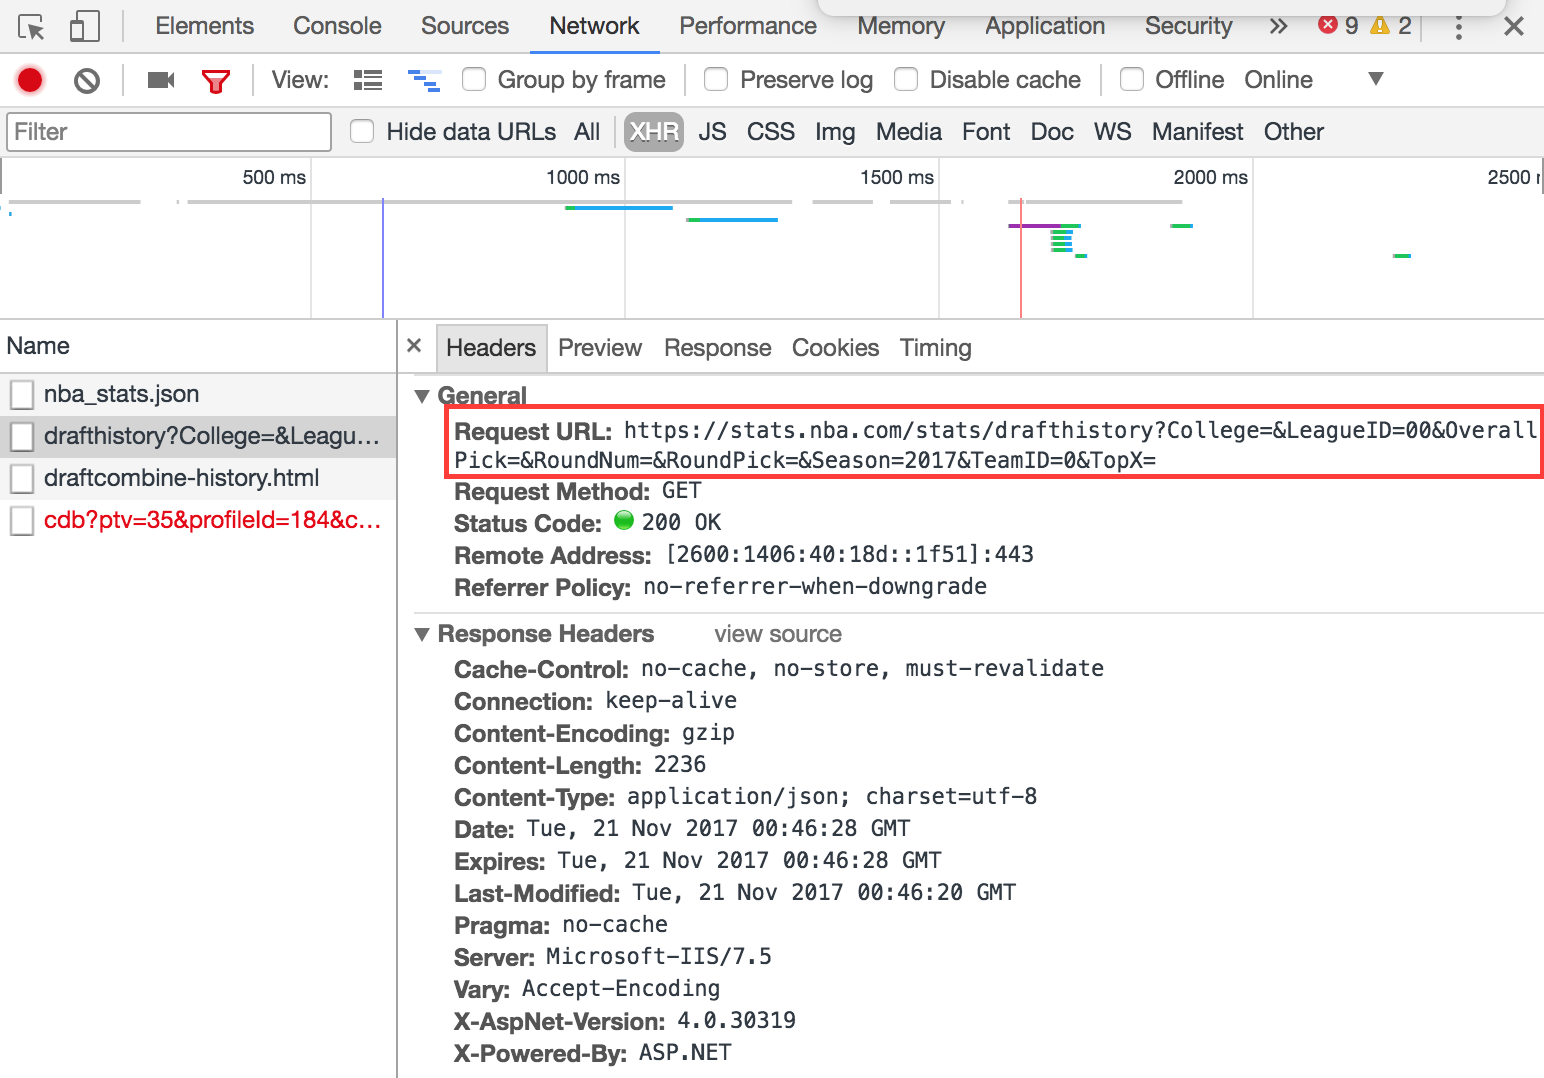 Elements Console Sources Network Performance Memory Application Security » 9 2
View: Group by frame Preserve log Disable cache Offline Online
Filter Hide data URLs All XHR JS CSS Img Media Font Doc WS Manifest Other
500 ms 1000 ms 1500 ms 2000 ms 2500
Name
nba_stats.json
drafthistory?College=&Leagu...
draftcombine-history.html
cdb?ptv=35&profileId=184&c...
× Headers Preview Response Cookies Timing
General
Request URL: https://stats.nba.com/stats/drafthistory?College=&LeagueID=00&Overall
Pick=&RoundNum=&RoundPick=&Season=2017&TeamID=0&TopX=
Request Method: GET
Status Code: 200 OK
Remote Address: [2600:1406:40:18d::1f51]:443
Referrer Policy: no-referrer-when-downgrade
Response Headers view source
Cache-Control: no-cache, no-store, must-revalidate
Connection: keep-alive
Content-Encoding: gzip
Content-Length: 2236
Content-Type: application/json; charset=utf-8
Date: Tue, 21 Nov 2017 00:46:28 GMT
Expires: Tue, 21 Nov 2017 00:46:28 GMT
Last-Modified: Tue, 21 Nov 2017 00:46:20 GMT
Pragma: no-cache
Server: Microsoft-IIS/7.5
Vary: Accept-Encoding
X-AspNet-Version: 4.0.30319
X-Powered-By: ASP.NET